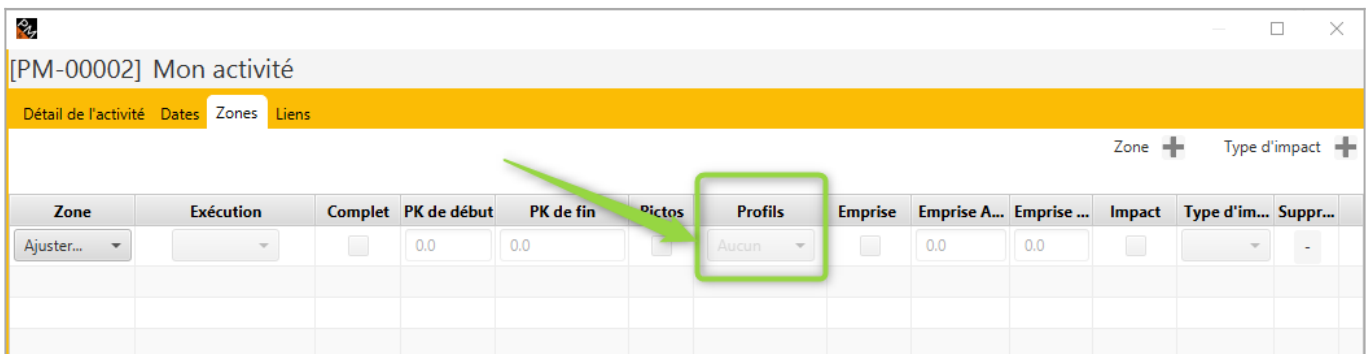 [PM-00002] Mon activité
Détail de l'activité Dates Zones Liens
Zone Type d'impact
Zone Exécution Complet PK de début PK de fin Pictos Profils Emprise Emprise A... Emprise ... Impact Type d'im... Suppr...
Ajuster... 0.0 0.0 Aucun 0.0 0.0 -